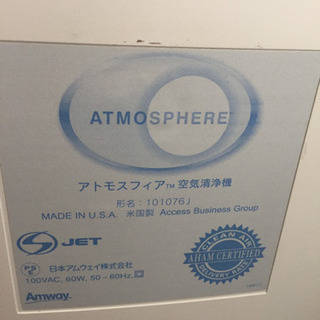 ATMOSPHERE
アトモスフィア™ 空気清浄機
形名：101076J
MADE IN U.S.A. 米国製 Access Business Group
JET
CLEAN AIR
AHAM CERTIFIED
DELIVERY RATE
PS E 日本アムウェイ株式会社
100VAC, 60W, 50－60Hz,
Amway